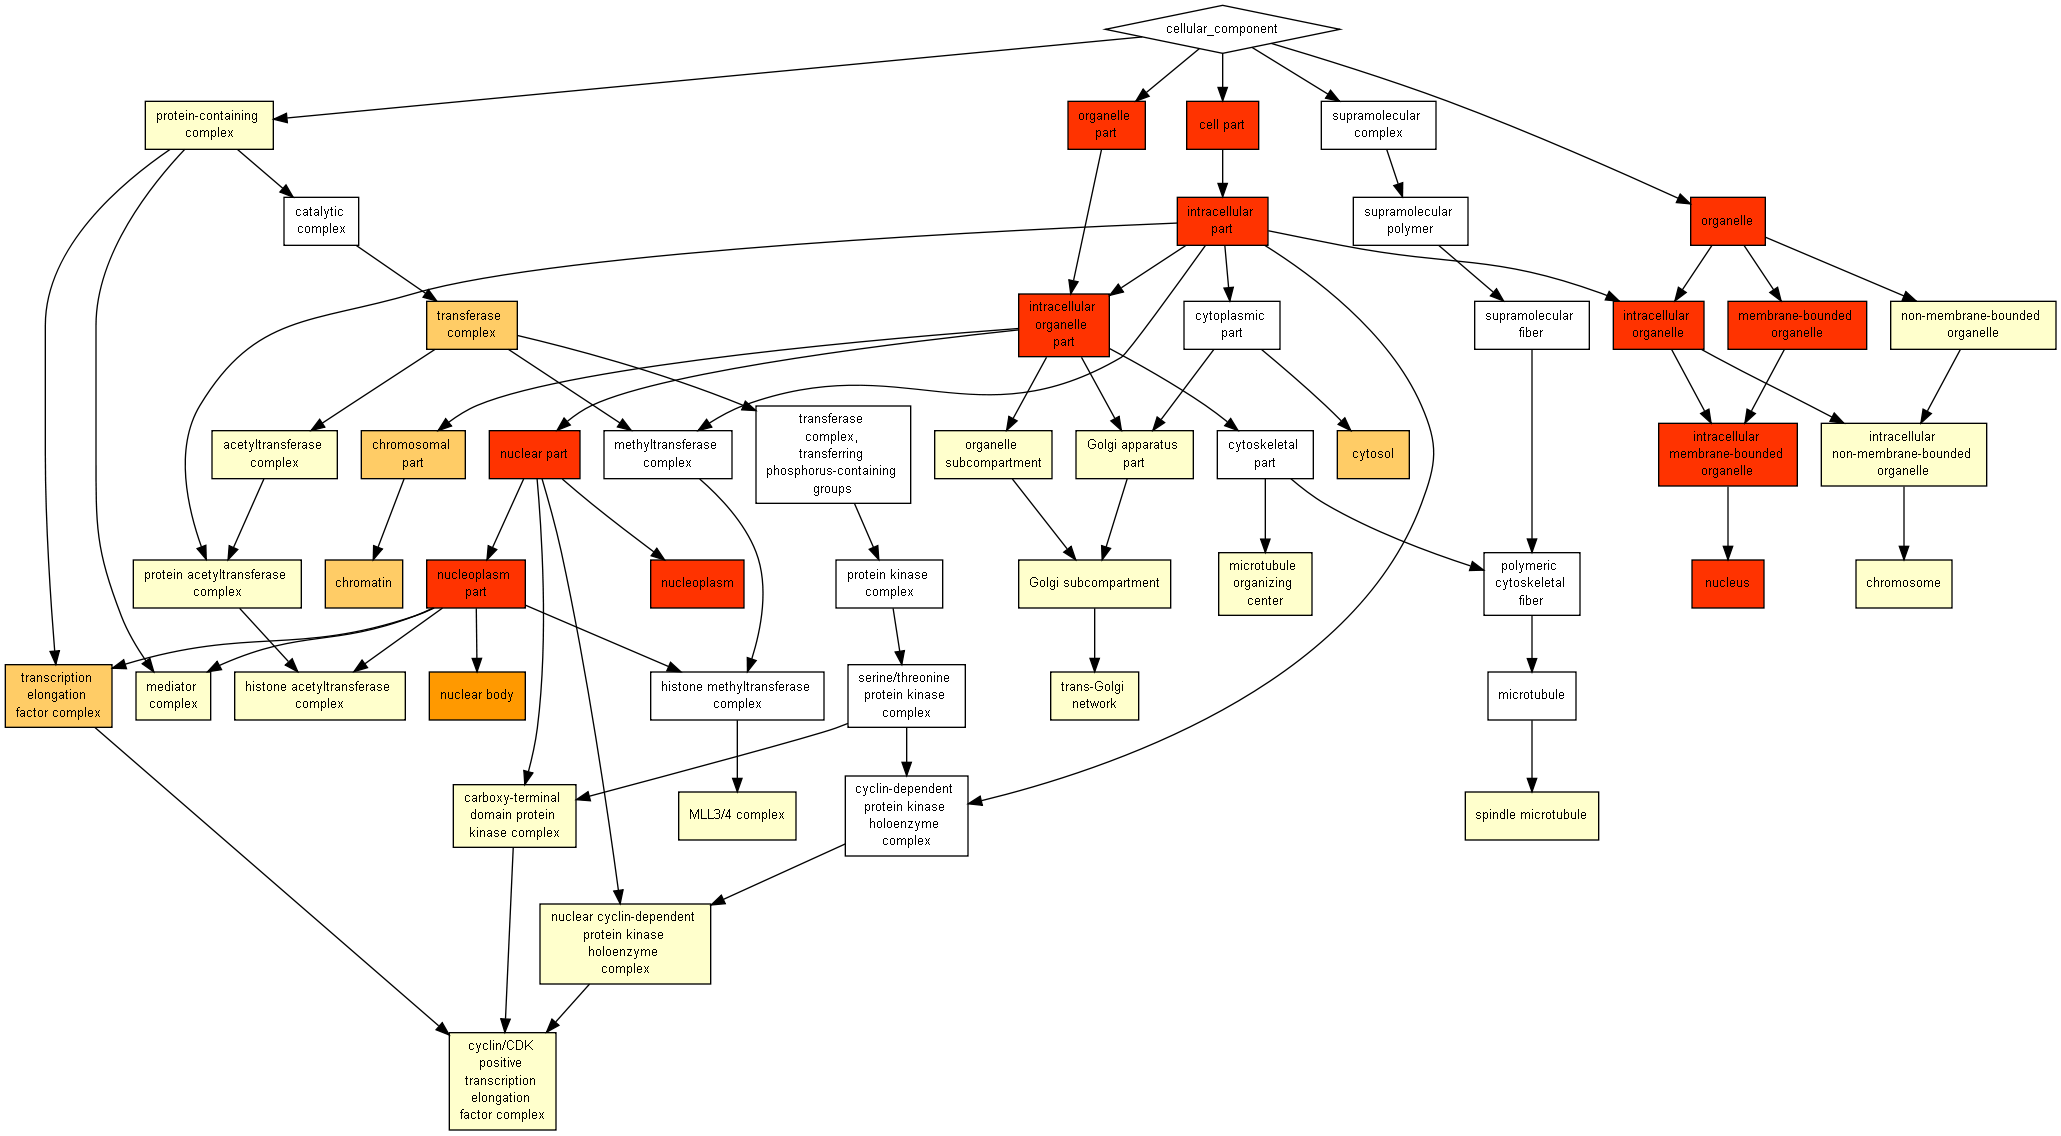 cellular_component
protein-containing
complex
organelle
part
cell part
supramolecular
complex
catalytic
complex
intracellular
part
supramolecular
polymer
organelle
transferase
complex
intracellular
organelle
part
cytoplasmic
part
supramolecular
fiber
intracellular
organelle
membrane-bounded
organelle
non-membrane-bounded
organelle
acetyltransferase
complex
chromosomal
part
nuclear part
methyltransferase
complex
transferase
complex,
transferring
phosphorus-containing
groups
organelle
subcompartment
Golgi apparatus
part
cytoskeletal
part
cytosol
intracellular
membrane-bounded
organelle
intracellular
non-membrane-bounded
organelle
protein acetyltransferase
complex
chromatin
nucleoplasm
part
nucleoplasm
protein kinase
complex
Golgi subcompartment
microtubule
organizing
center
polymeric
cytoskeletal
fiber
nucleus
chromosome
transcription
elongation
factor complex
mediator
complex
histone acetyltransferase
complex
nuclear body
histone methyltransferase
complex
serine/threonine
protein kinase
complex
trans-Golgi
network
microtubule
carboxy-terminal
domain protein
kinase complex
MLL3/4 complex
cyclin-dependent
protein kinase
holoenzyme
complex
spindle microtubule
nuclear cyclin-dependent
protein kinase
holoenzyme
complex
cyclin/CDK
positive
transcription
elongation
factor complex